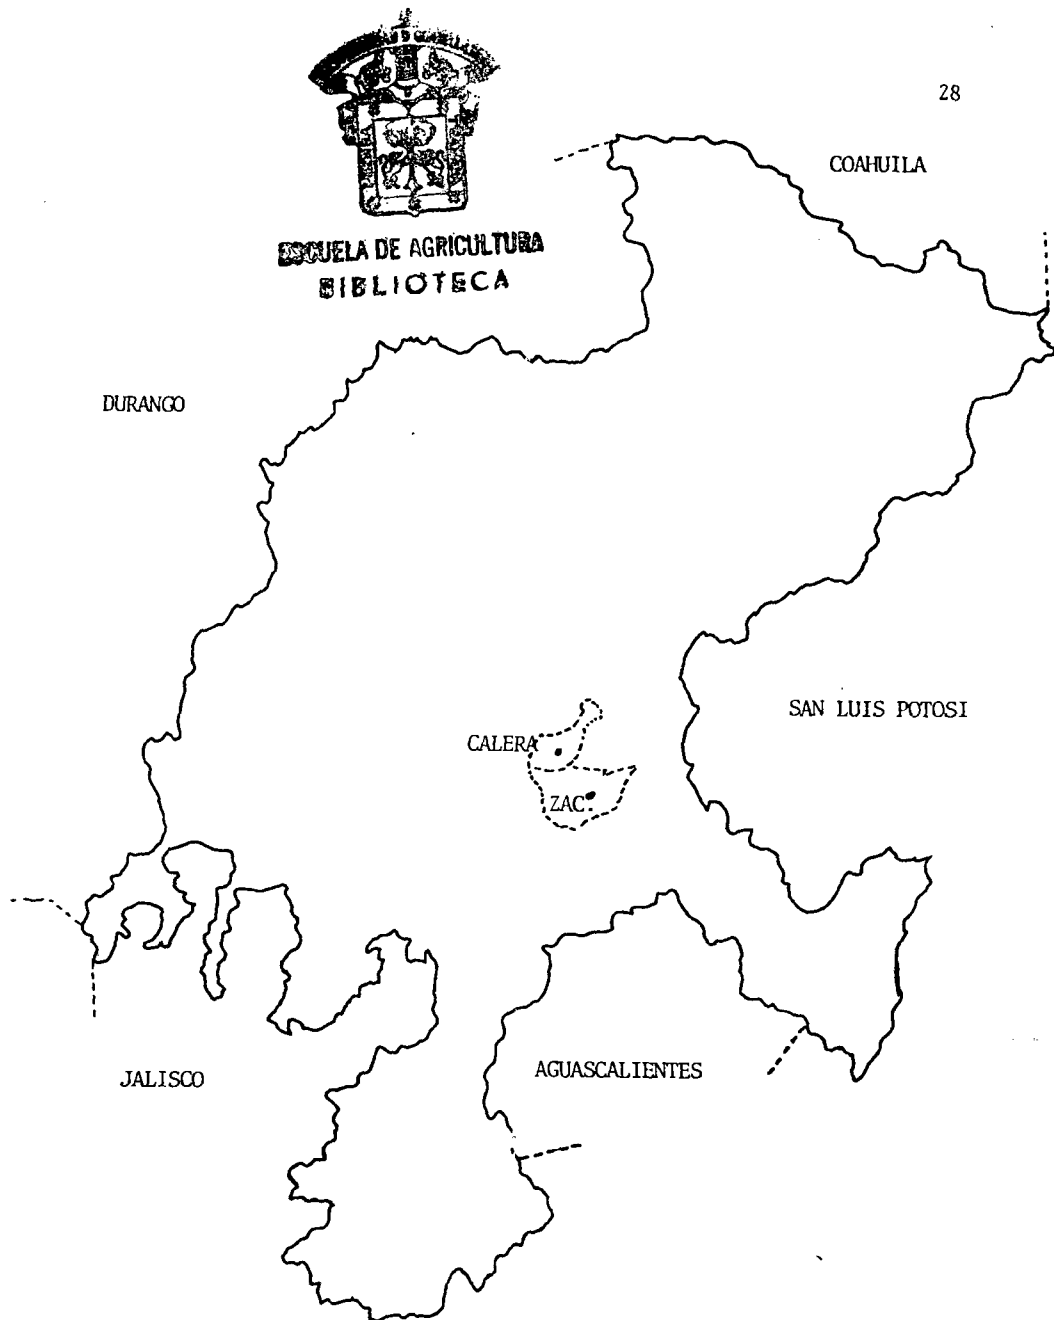 28
COAHUILA
ESCUELA DE AGRICULTURA
BIBLIOTECA
DURANGO
SAN LUIS POTOSI
CALERA
ZAC.
AGUASCALIENTES
JALISCO